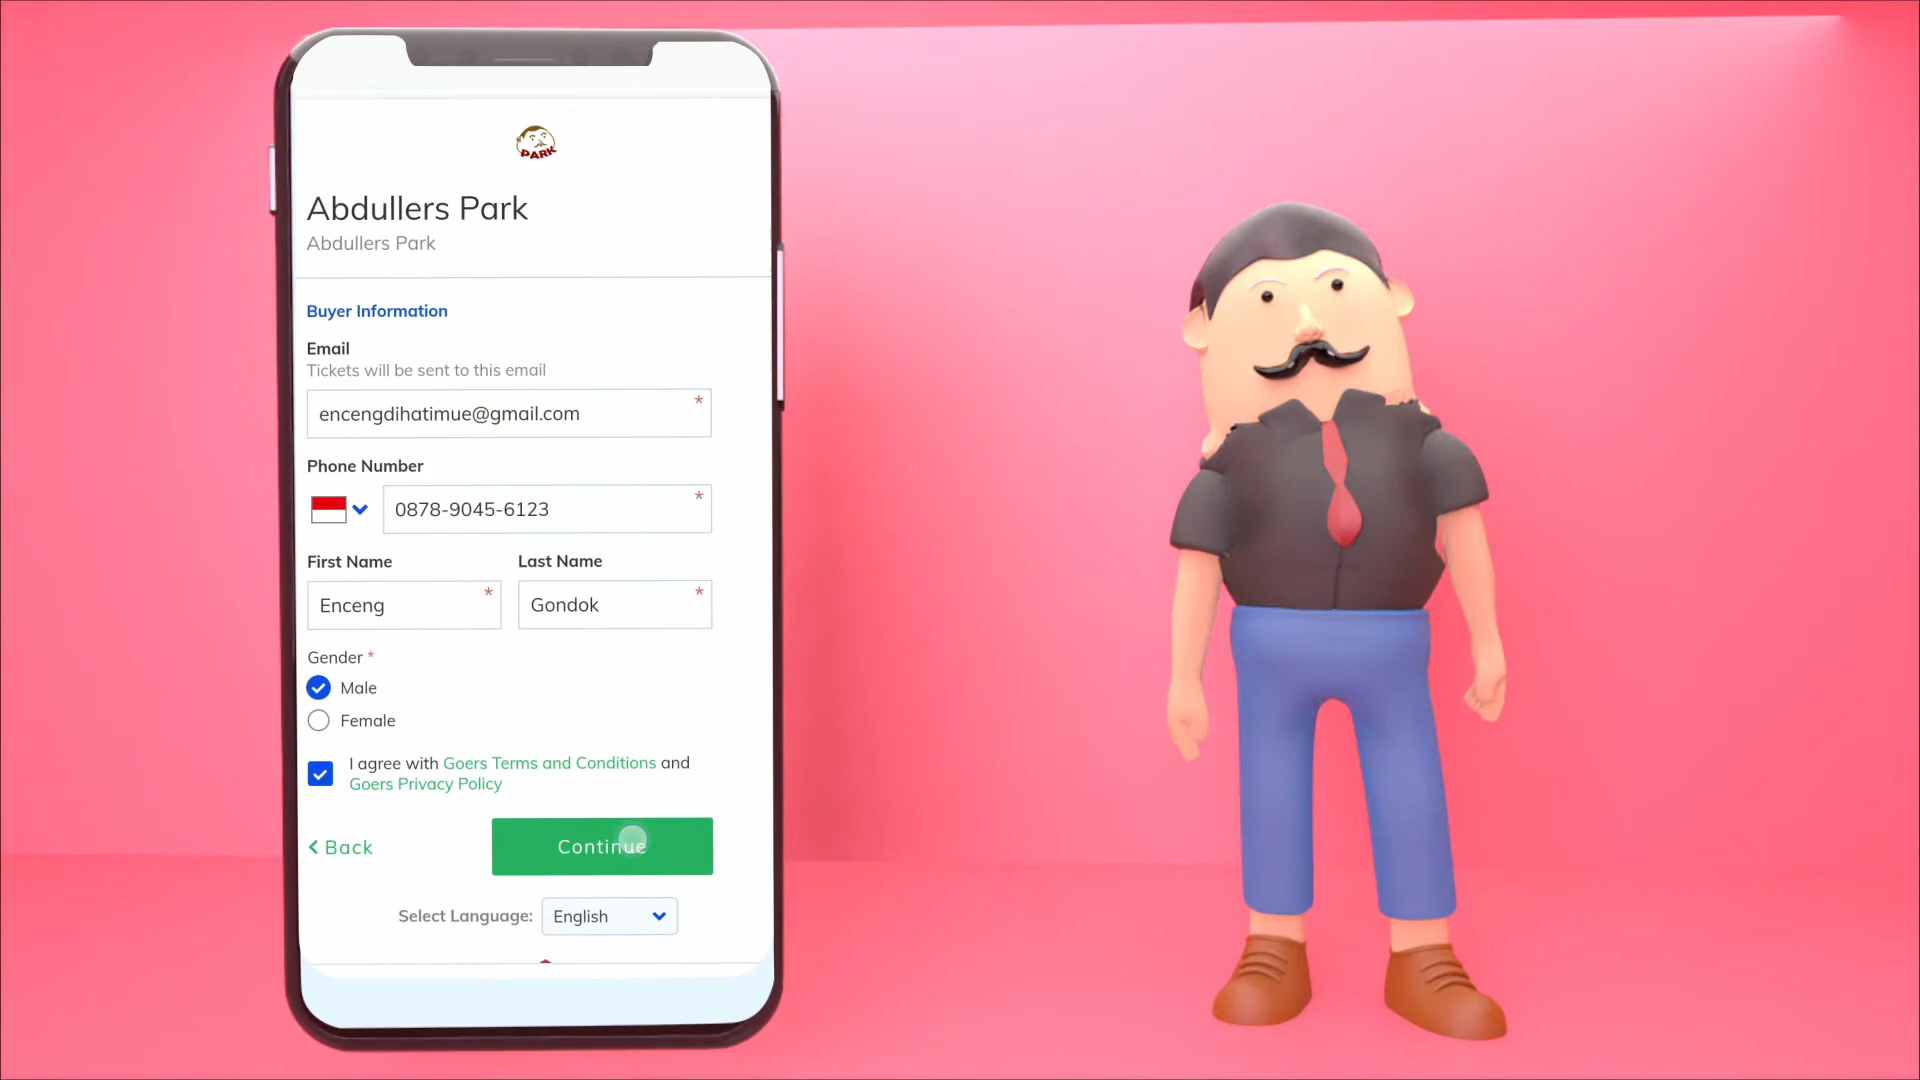 PARK
Abdullers Park
Abdullers Park
Buyer Information
Email
Tickets will be sent to this email
encengdihatimue@gmail.com *
Phone Number
0878-9045-6123 *
First Name Last Name
Enceng * Gondok *
Gender *
Male
Female
I agree with Goers Terms and Conditions and
Goers Privacy Policy
Back Continue
Select Language: English